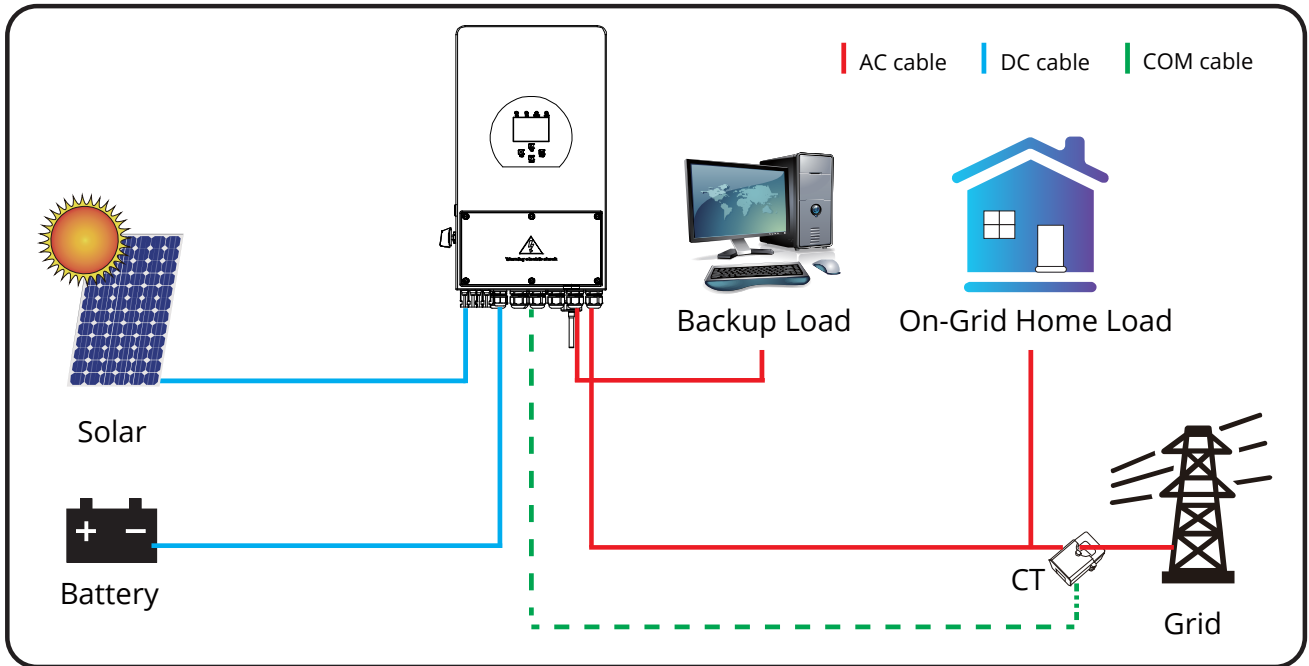 AC cable
DC cable
COM cable
Backup Load
On-Grid Home Load
Solar
Battery
+ −
CT
Grid